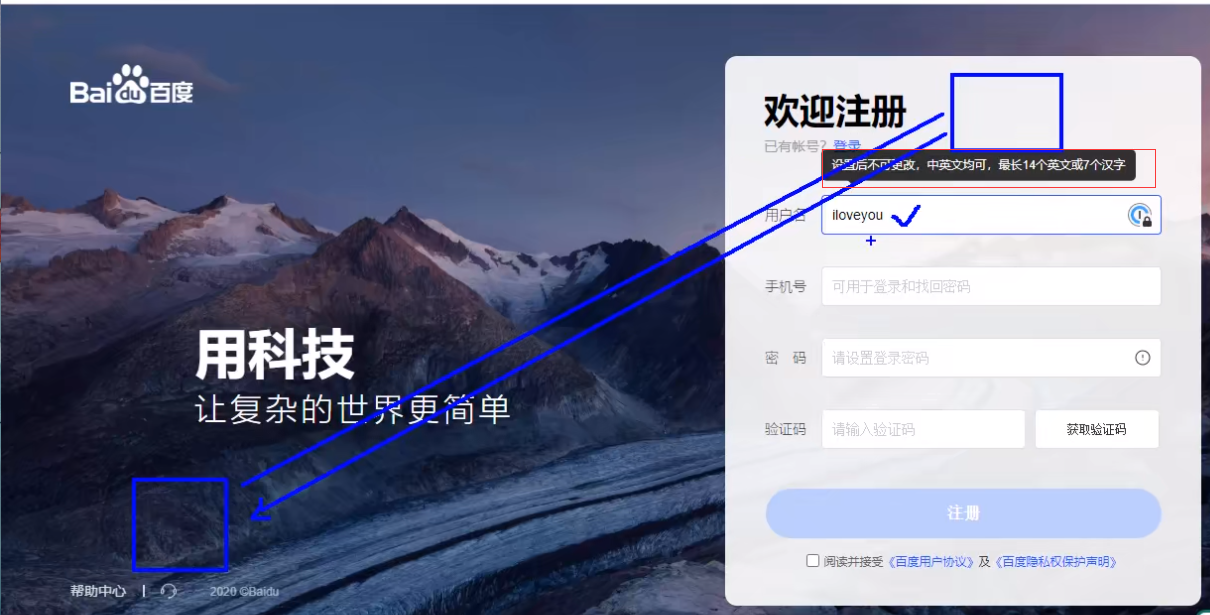 Baidu百度
用科技
让复杂的世界更简单
帮助中心 | 2020 ©Baidu
欢迎注册
已有帐号？登录
设置后不可更改，中英文均可，最长14个英文或7个汉字
用户名 iloveyou
手机号 可用于登录和找回密码
密 码 请设置登录密码
验证码 请输入验证码 获取验证码
注册
阅读并接受《百度用户协议》及《百度隐私权保护声明》